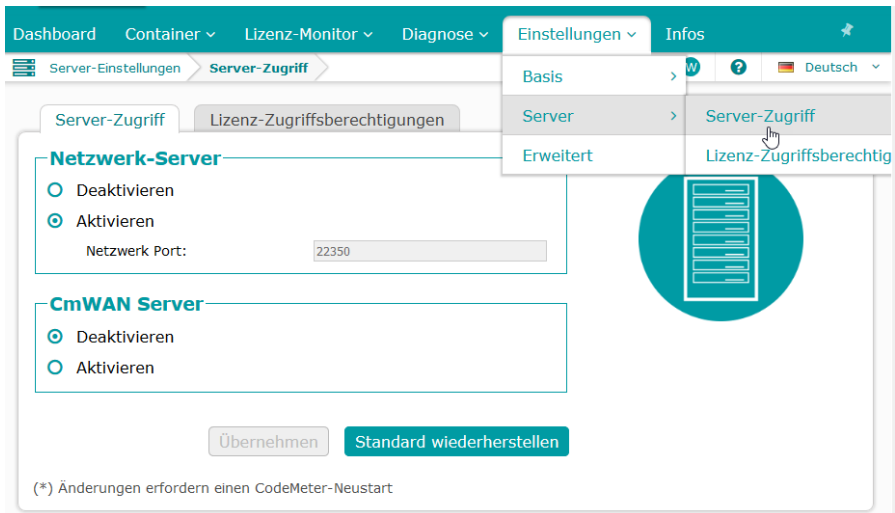 Dashboard Container Lizenz-Monitor Diagnose Einstellungen Infos
Server-Einstellungen Server-Zugriff W ? Deutsch
Basis
Server
Erweitert
Server-Zugriff
Lizenz-Zugriffsberechtig
Server-Zugriff Lizenz-Zugriffsberechtigungen
Netzwerk-Server
Deaktivieren
Aktivieren
Netzwerk Port: 22350
CmWAN Server
Deaktivieren
Aktivieren
Übernehmen Standard wiederherstellen
(*) Änderungen erfordern einen CodeMeter-Neustart